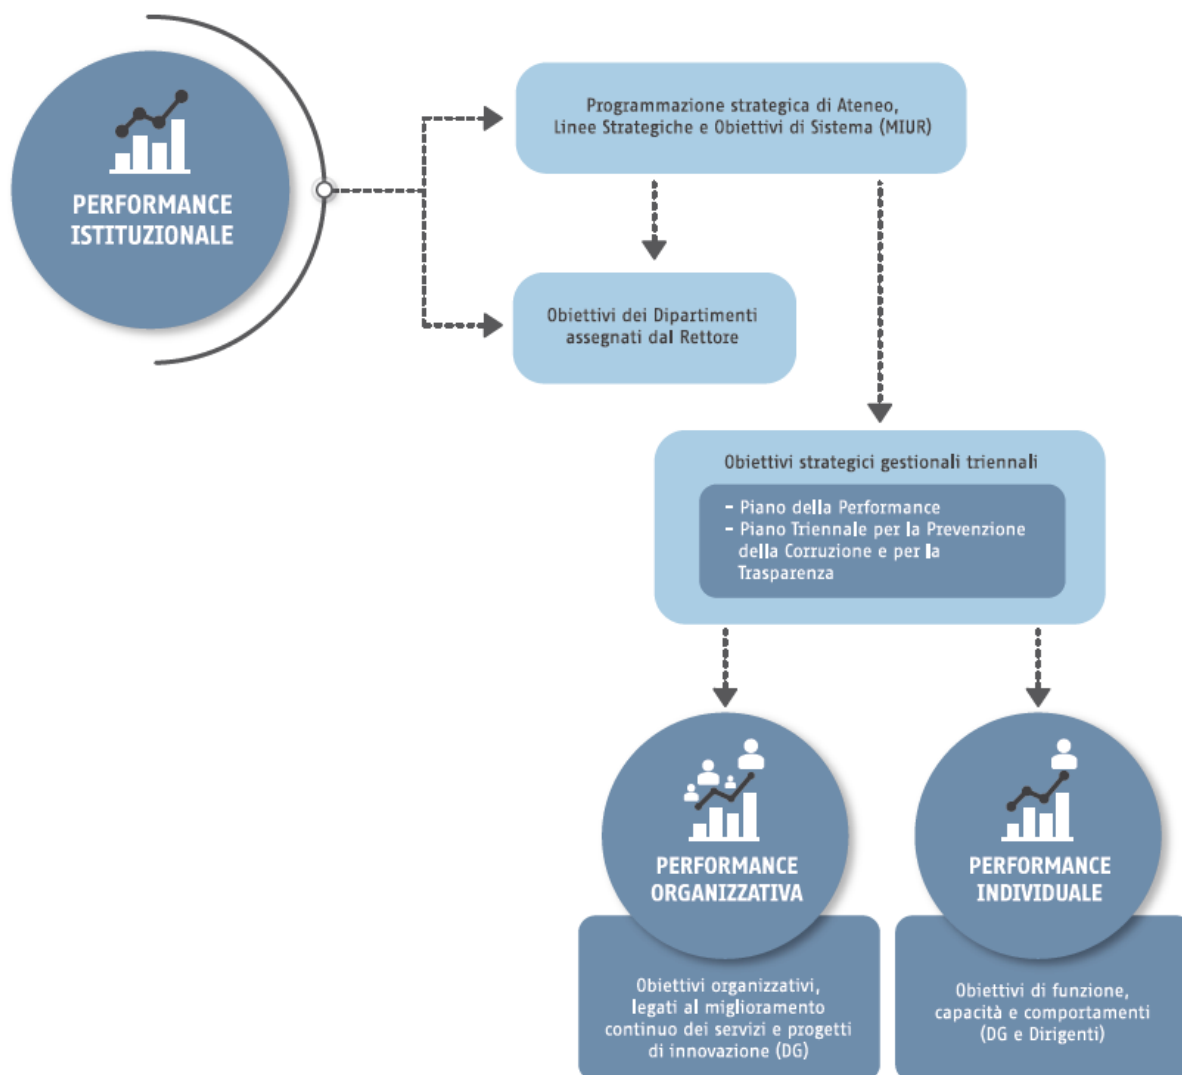 PERFORMANCE
ISTITUZIONALE
Programmazione strategica di Ateneo,
Linee Strategiche e Obiettivi di Sistema (MIUR)
Obiettivi dei Dipartimenti
assegnati dal Rettore
Obiettivi strategici gestionali triennali
- Piano della Performance
- Piano Triennale per la Prevenzione
della Corruzione e per la
Trasparenza
PERFORMANCE
ORGANIZZATIVA
Obiettivi organizzativi,
legati al miglioramento
continuo dei servizi e progetti
di innovazione (DG)
PERFORMANCE
INDIVIDUALE
Obiettivi di funzione,
capacità e comportamenti
(DG e Dirigenti)